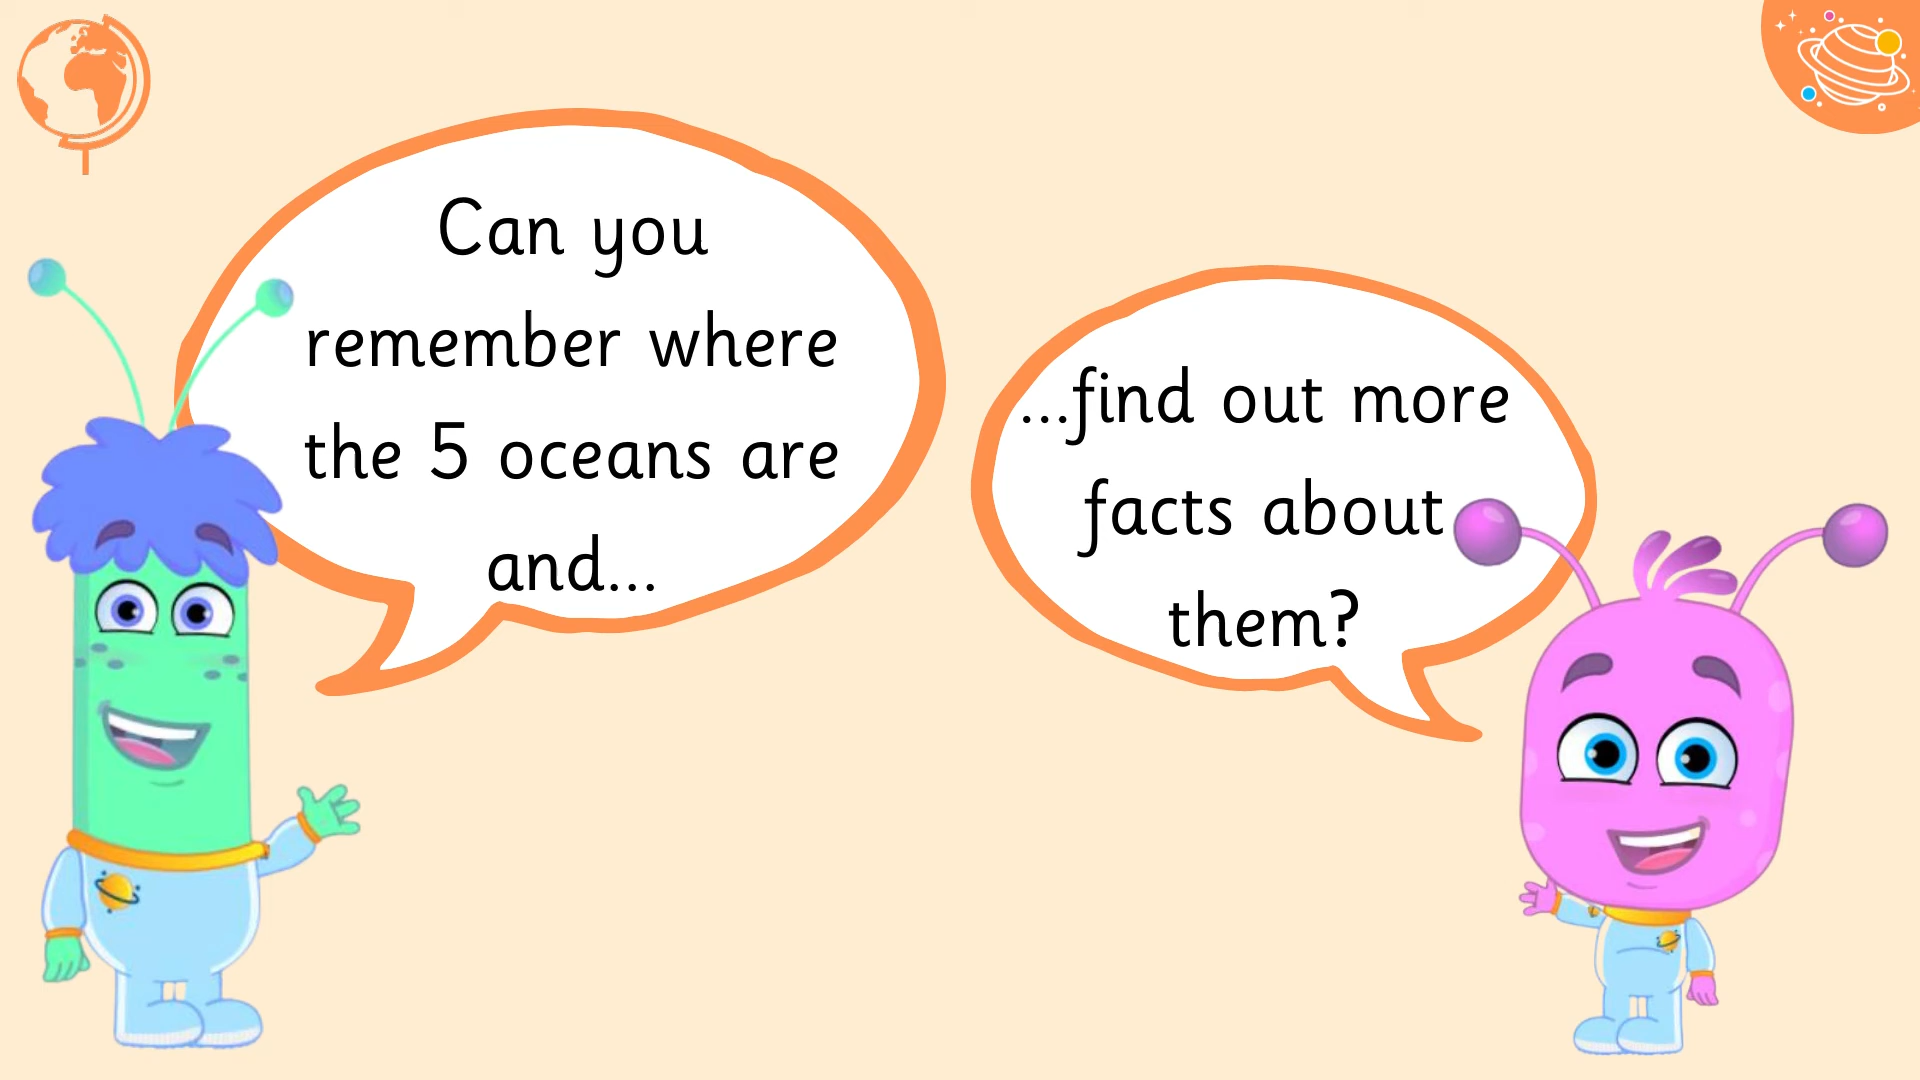 Can you
remember where
the 5 oceans are
and...
...find out more
facts about
them?